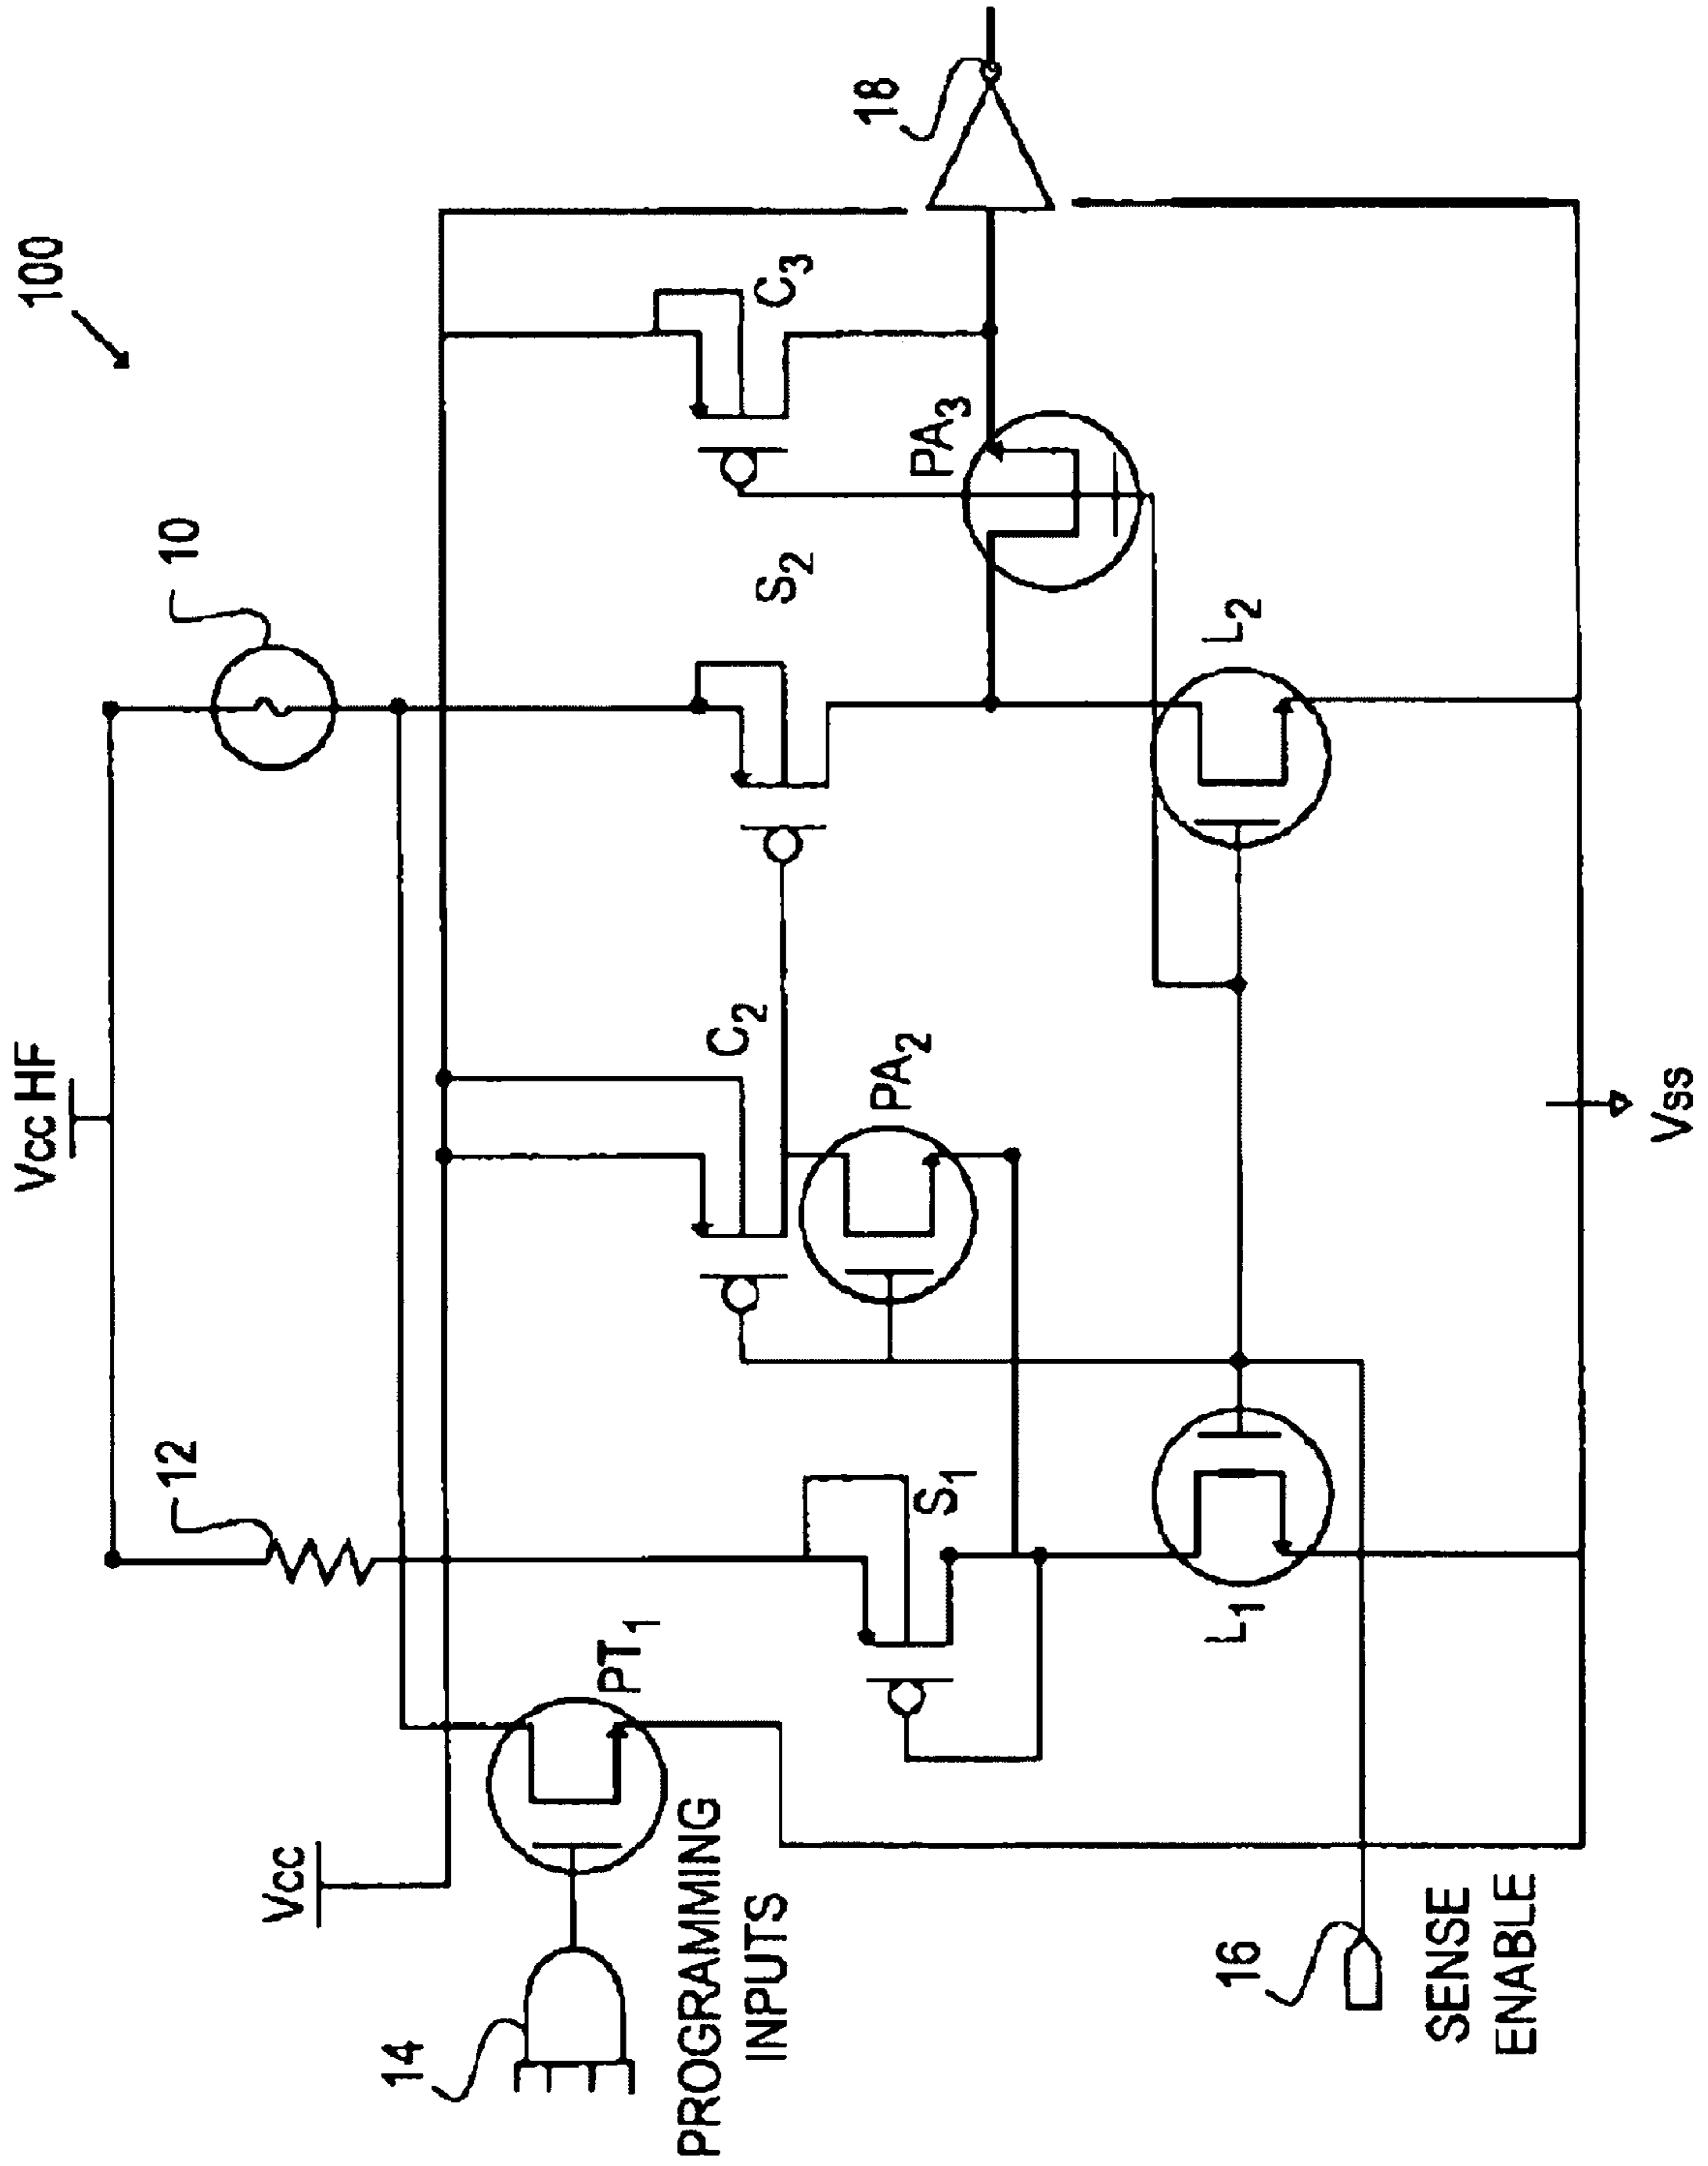 100
Vcc HF
10
12
Vcc
14
PT1
PROGRAMMING
INPUTS
S1
C2
PA2
S2
C3
PA3
18
L1
L2
16
SENSE
ENABLE
Vss